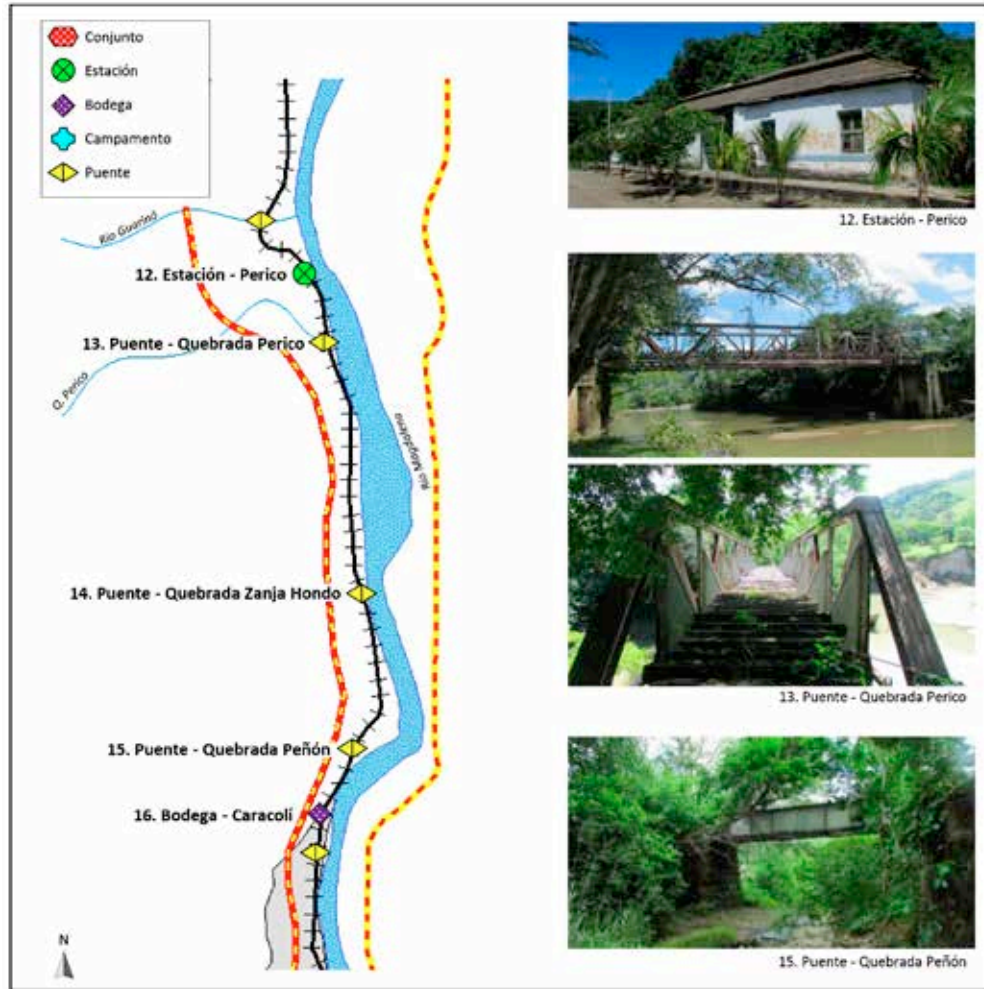 Conjunto
Estación
Bodega
Campamento
Puente
Río Guarinó
12. Estación - Perico
13. Puente - Quebrada Perico
Q. Perico
Río Magdalena
14. Puente - Quebrada Zanja Hondo
15. Puente - Quebrada Peñón
16. Bodega - Caracolí
N
12. Estación - Perico
13. Puente - Quebrada Perico
15. Puente - Quebrada Peñón